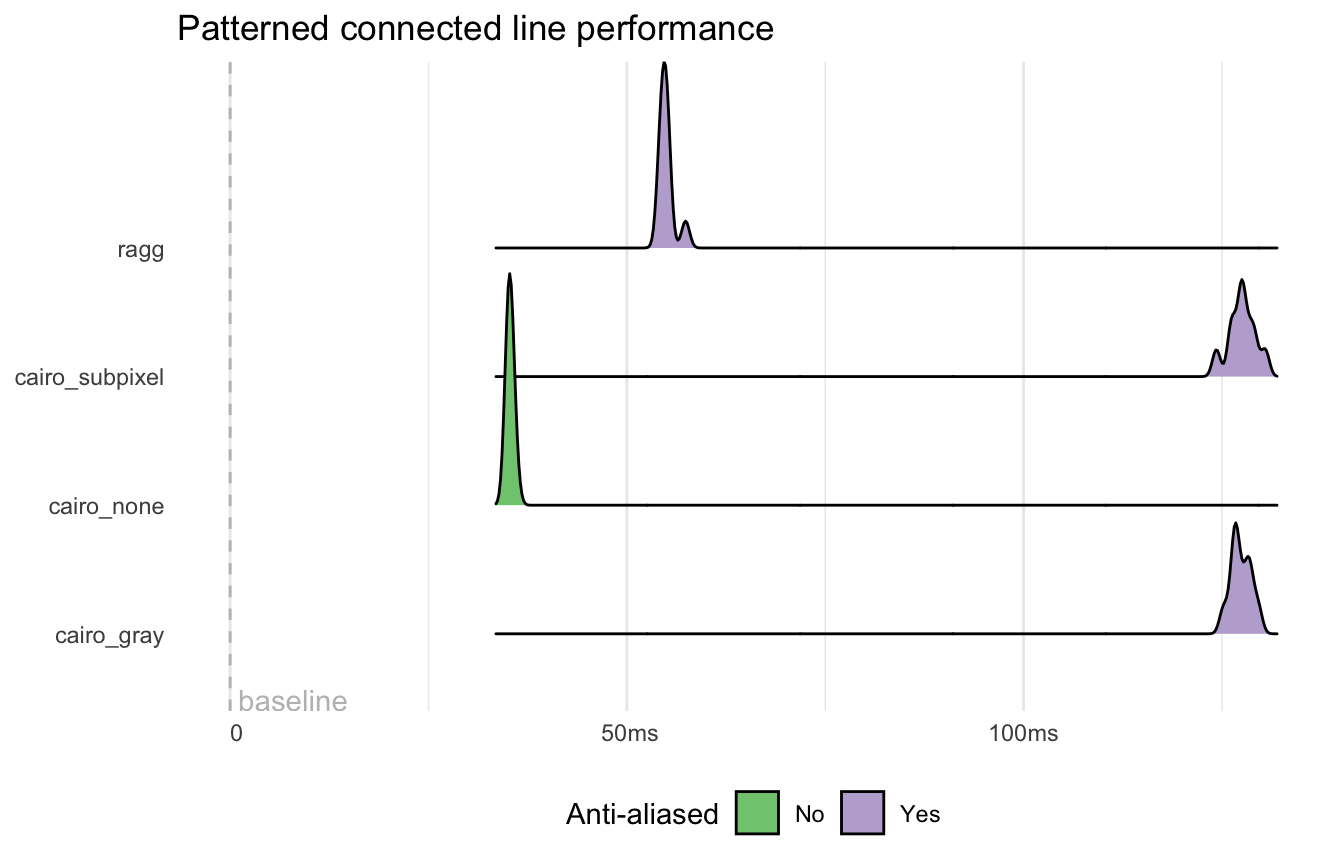 Patterned connected line performance
ragg
cairo_subpixel
cairo_none
cairo_gray
baseline
0
50ms
100ms
Anti-aliased
No
Yes